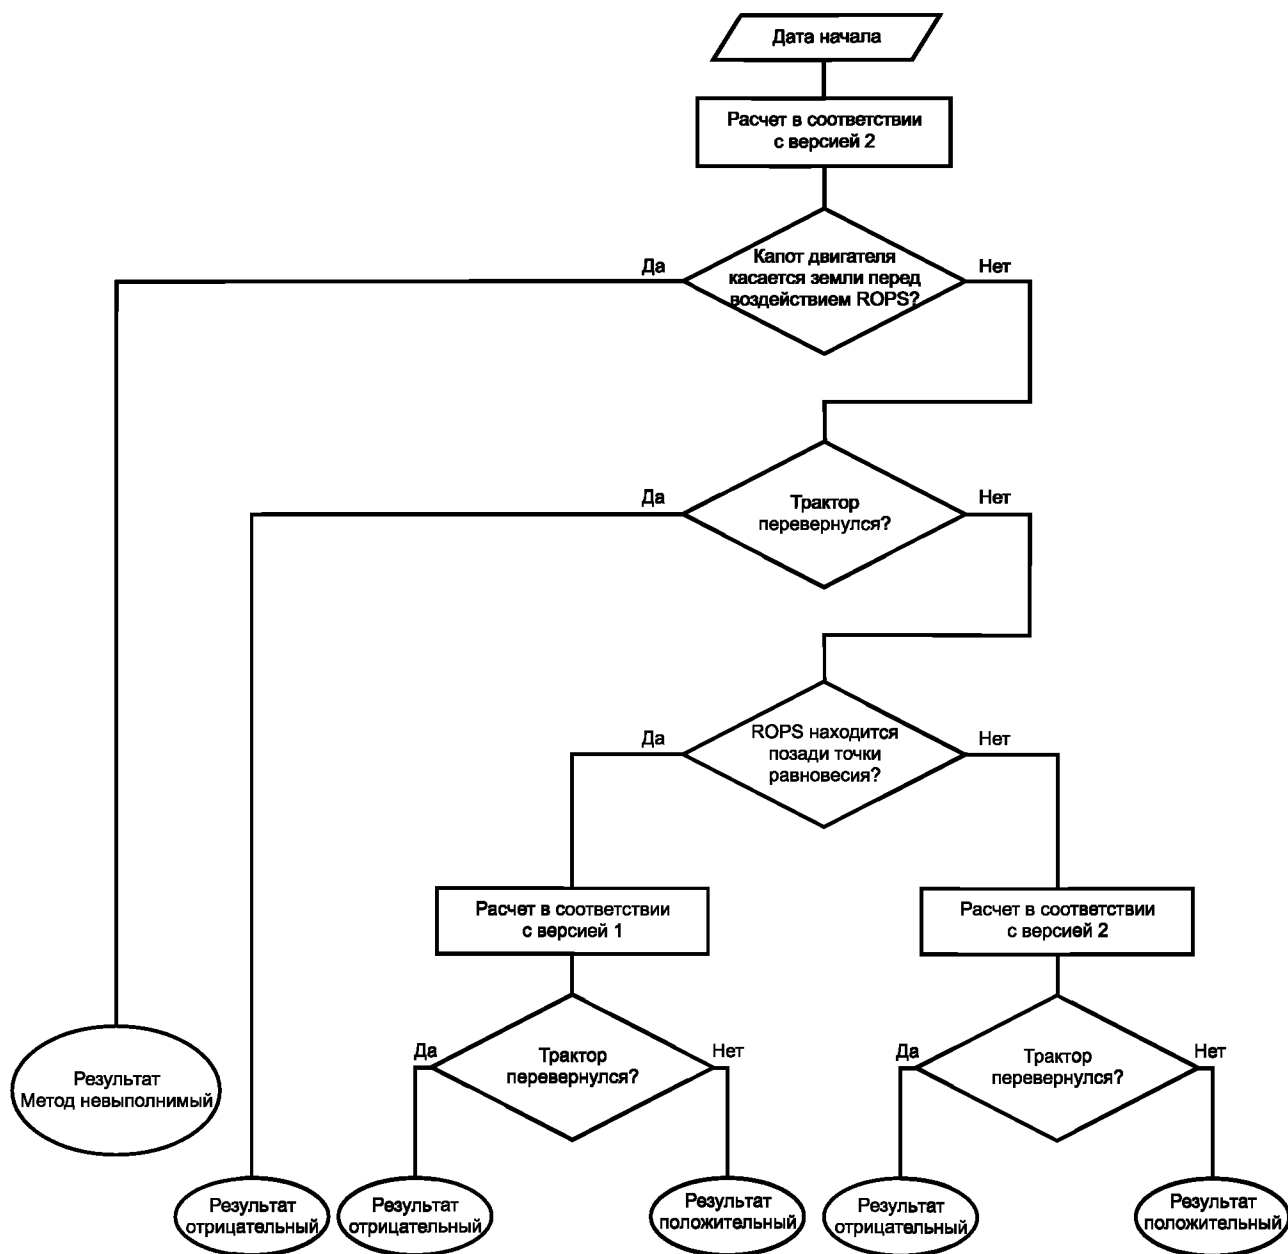 Дата начала
Расчет в соответствии
с версией 2
Капот двигателя
касается земли перед
воздействием ROPS?
Да
Нет
Трактор
перевернулся?
Да
Нет
ROPS находится
позади точки
равновесия?
Да
Нет
Расчет в соответствии
с версией 1
Расчет в соответствии
с версией 2
Трактор
перевернулся?
Да
Нет
Трактор
перевернулся?
Да
Нет
Результат
Метод невыполнимый
Результат
отрицательный
Результат
отрицательный
Результат
положительный
Результат
отрицательный
Результат
положительный